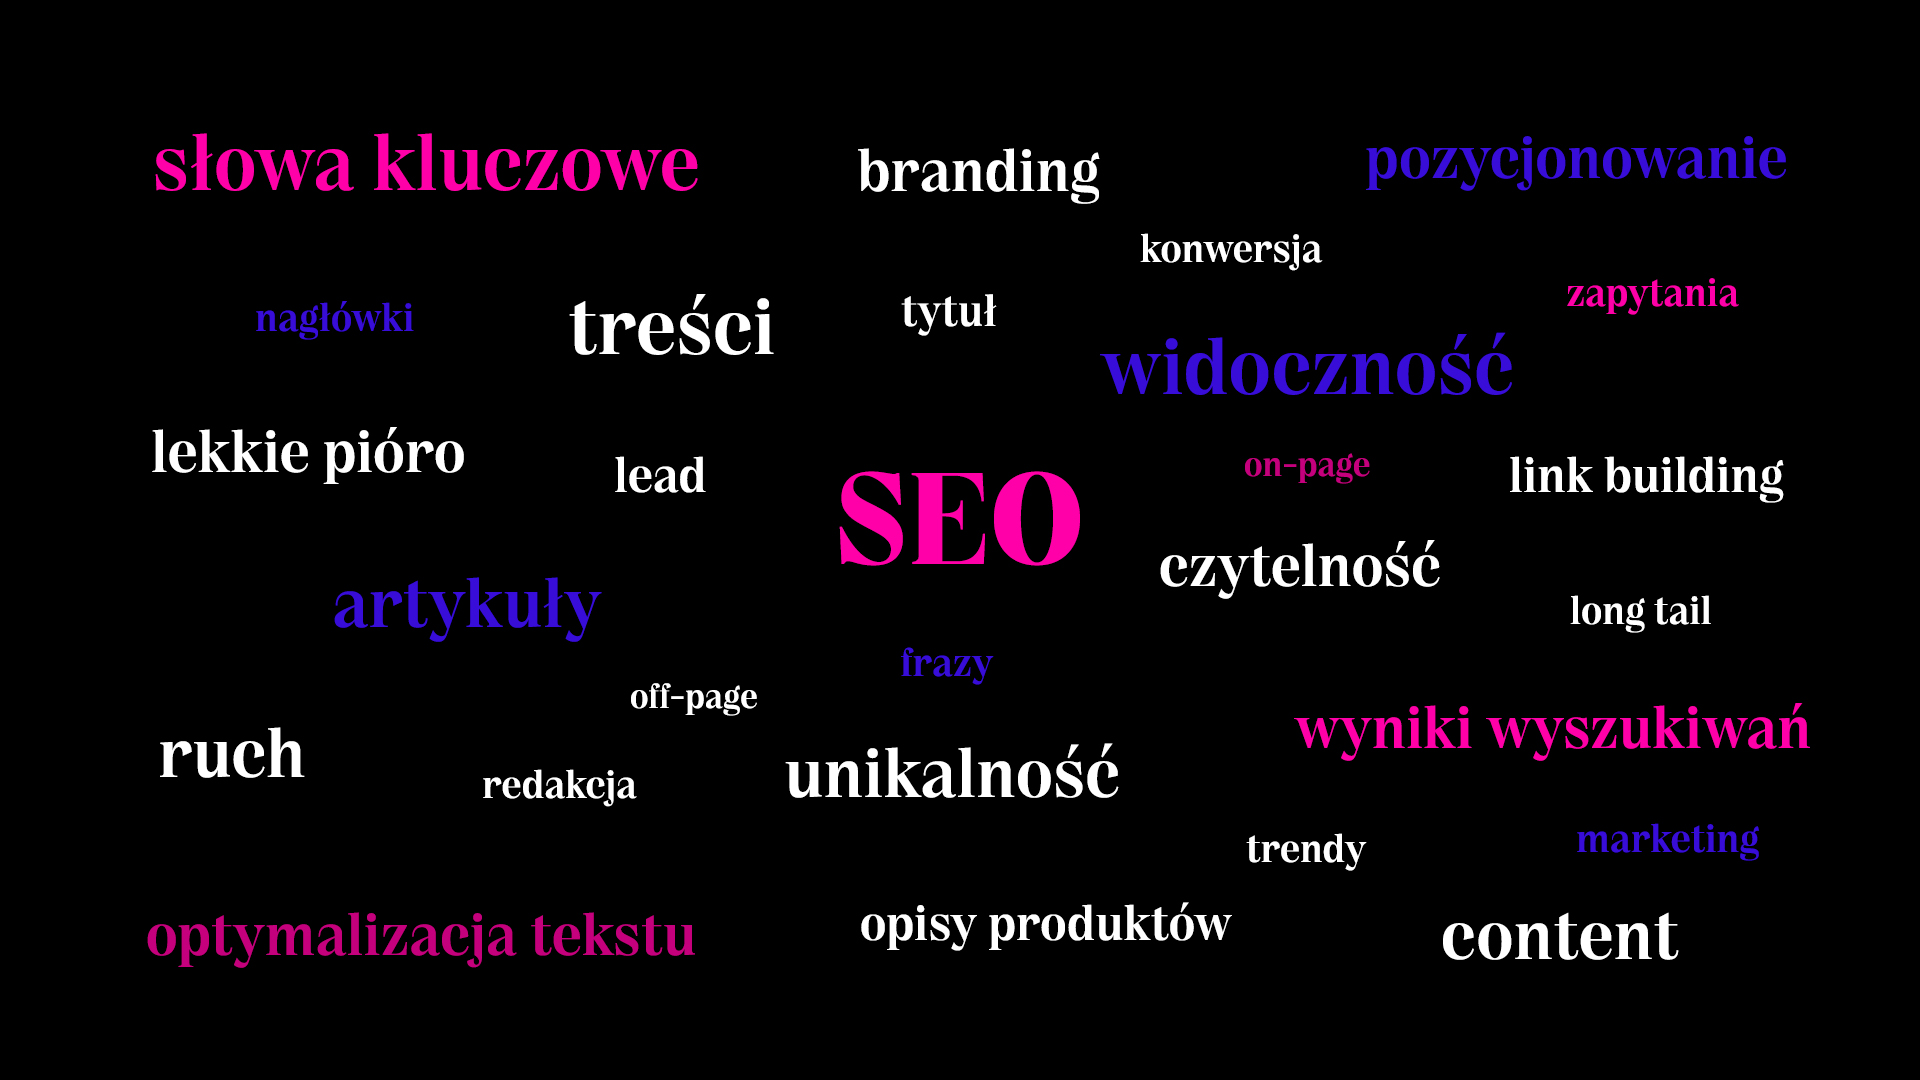 słowa kluczowe
branding
pozycjonowanie
konwersja
nagłówki
treści
tytuł
zapytania
widoczność
lekkie pióro
lead
SEO
on-page
link building
czytelność
artykuły
long tail
frazy
off-page
ruch
redakcja
unikalność
wyniki wyszukiwań
trendy
marketing
optymalizacja tekstu
opisy produktów
content